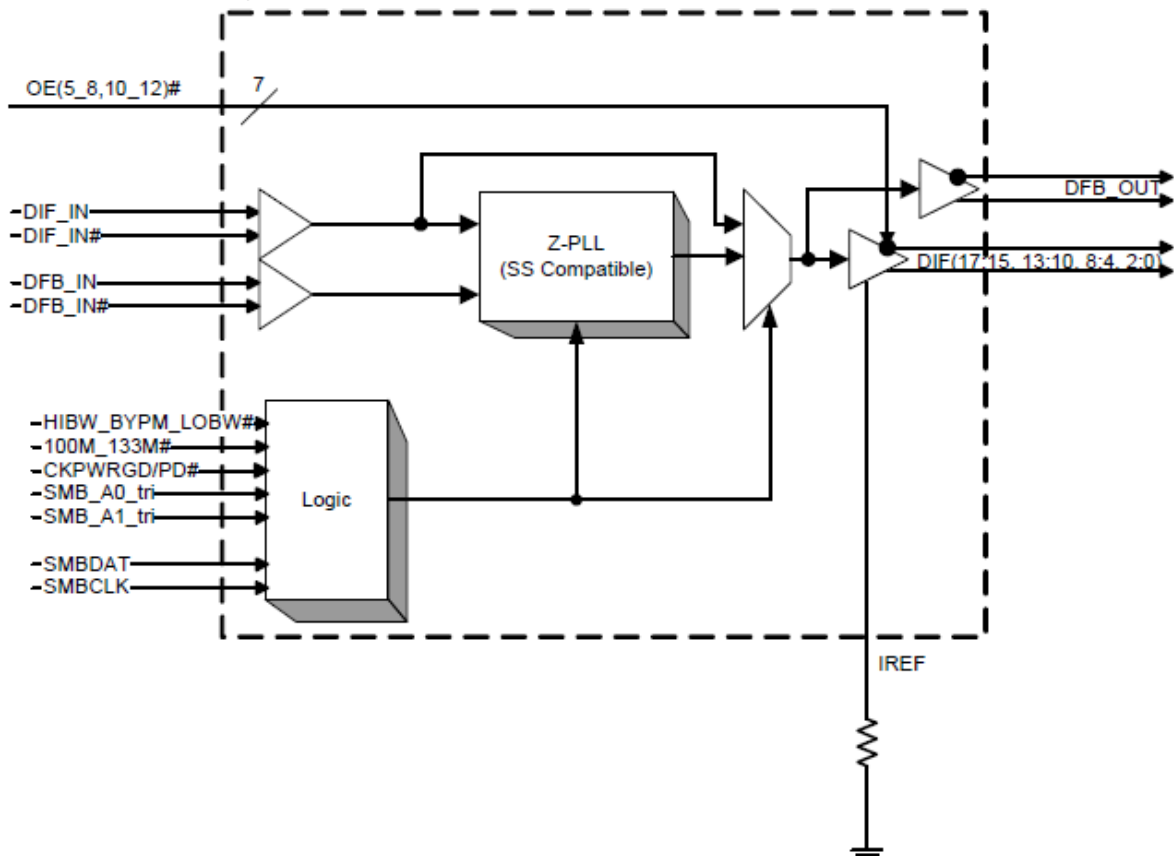 OE(5_8,10_12)#
7
DIF_IN
DIF_IN#
DFB_IN
DFB_IN#
Z-PLL
(SS Compatible)
DFB_OUT
DIF(17:15, 13:10, 8:4, 2:0)
HIBW_BYPM_LOBW#
100M_133M#
CKPWRGD/PD#
SMB_A0_tri
SMB_A1_tri
SMBDAT
SMBCLK
Logic
IREF